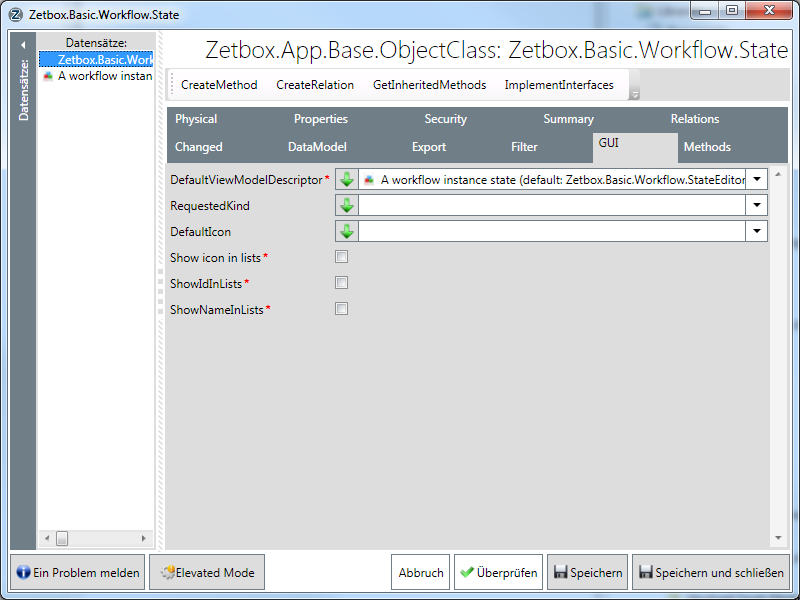 Zetbox.Basic.Workflow.State
Datensätze:
Datensätze:
Zetbox.Basic.Work
A workflow instan
Zetbox.App.Base.ObjectClass: Zetbox.Basic.Workflow.State
CreateMethod CreateRelation GetInheritedMethods ImplementInterfaces
Physical Properties Security Summary Relations
Changed DataModel Export Filter GUI Methods
DefaultViewModelDescriptor* A workflow instance state (default: Zetbox.Basic.Workflow.StateEditor
RequestedKind
DefaultIcon
Show icon in lists*
ShowIdInLists*
ShowNameInLists*
Ein Problem melden Elevated Mode Abbruch Überprüfen Speichern Speichern und schließen